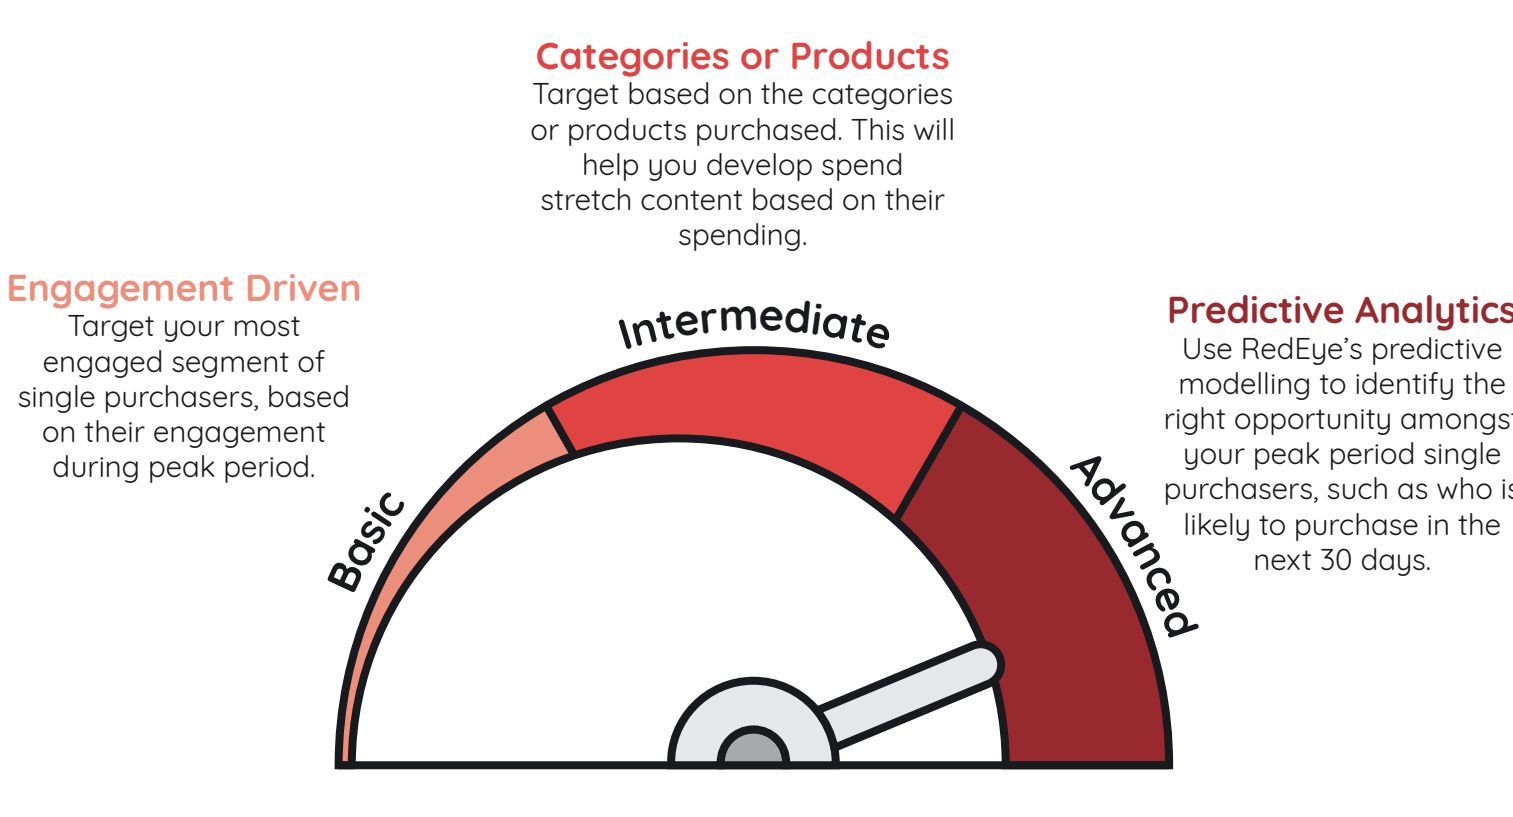 Categories or Products
Target based on the categories
or products purchased. This will
help you develop spend
stretch content based on their
spending.
Engagement Driven
Target your most
engaged segment of
single purchasers, based
on their engagement
during peak period.
Predictive Analytics
Use RedEye’s predictive
modelling to identify the
right opportunity amongst
your peak period single
purchasers, such as who is
likely to purchase in the
next 30 days.
Basic
Intermediate
Advanced